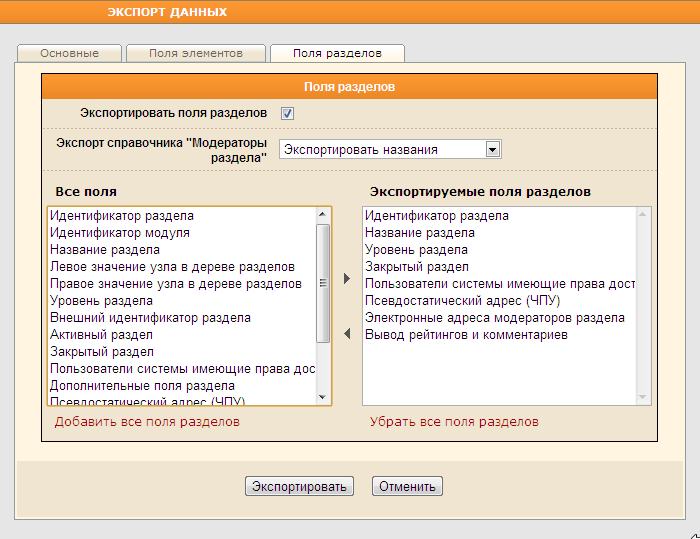 ЭКСПОРТ ДАННЫХ
Основные
Поля элементов
Поля разделов
Поля разделов
Экспортировать поля разделов
Экспорт справочника "Модераторы
раздела"
Экспортировать названия
Все поля
Экспортируемые поля разделов
Идентификатор раздела
Идентификатор модуля
Название раздела
Левое значение узла в дереве разделов
Правое значение узла в дереве разделов
Уровень раздела
Внешний идентификатор раздела
Активный раздел
Закрытый раздел
Пользователи системы имеющие права дос
Дополнительные поля раздела
Псевдостатический адрес (ЧПУ)
Идентификатор раздела
Название раздела
Уровень раздела
Закрытый раздел
Пользователи системы имеющие права дост
Псевдостатический адрес (ЧПУ)
Электронные адреса модераторов раздела
Вывод рейтингов и комментариев
Добавить все поля разделов
Убрать все поля разделов
Экспортировать
Отменить